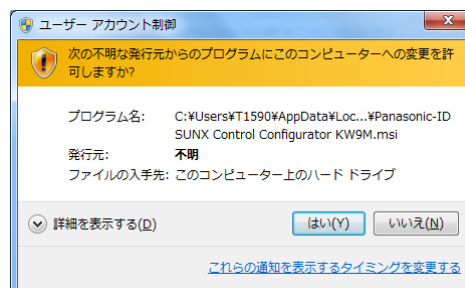 ユーザー アカウント制御
次の不明な発行元からのプログラムにこのコンピューターへの変更を許
可しますか?
プログラム名: C:¥Users¥T1590¥AppData¥Loc...¥Panasonic-ID
SUNX Control Configurator KW9M.msi
発行元: 不明
ファイルの入手先: このコンピューター上のハード ドライブ
詳細を表示する(D) はい(Y) いいえ(N)
これらの通知を表示するタイミングを変更する